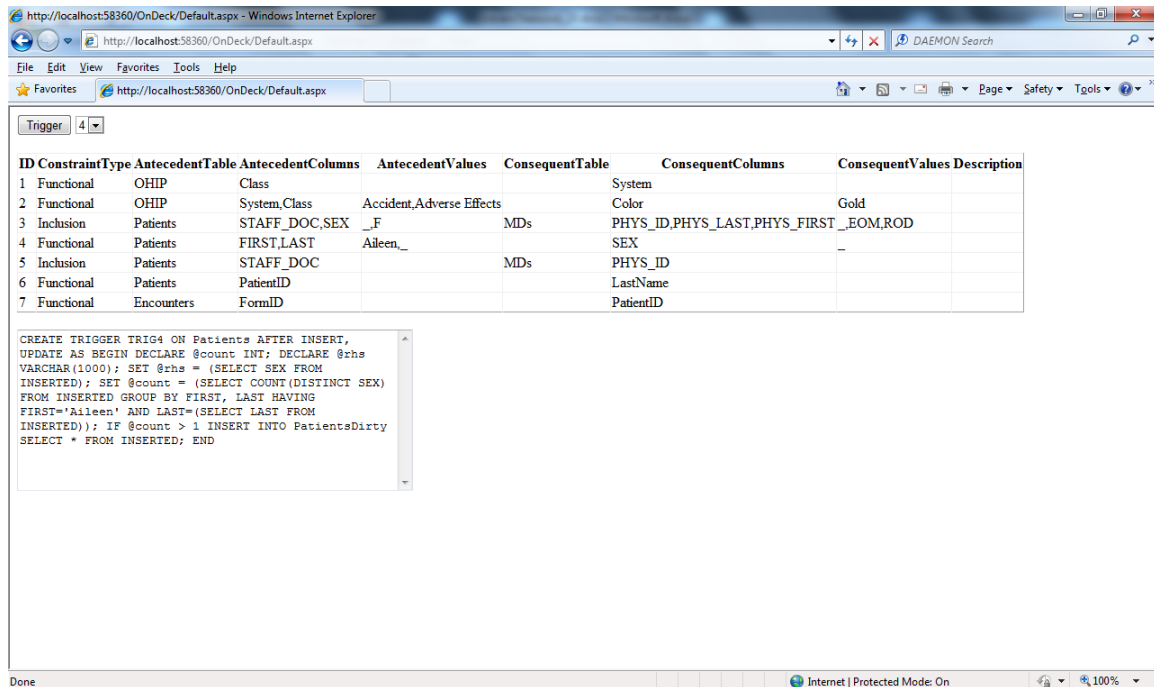 http://localhost:58360/OnDeck/Default.aspx - Windows Internet Explorer
http://localhost:58360/OnDeck/Default.aspx DAEMON Search
File Edit View Favorites Tools Help
Favorites http://localhost:58360/OnDeck/Default.aspx Page Safety Tools
Trigger 4
ID ConstraintType AntecedentTable AntecedentColumns AntecedentValues ConsequentTable ConsequentColumns ConsequentValues Description
1 Functional OHIP Class System
2 Functional OHIP System,Class Accident,Adverse Effects Color Gold
3 Inclusion Patients STAFF_DOC,SEX _,F MDs PHYS_ID,PHYS_LAST,PHYS_FIRST _,EOM,ROD
4 Functional Patients FIRST,LAST Aileen,_ SEX _
5 Inclusion Patients STAFF_DOC MDs PHYS_ID
6 Functional Patients PatientID LastName
7 Functional Encounters FormID PatientID
CREATE TRIGGER TRIG4 ON Patients AFTER INSERT,
UPDATE AS BEGIN DECLARE @count INT; DECLARE @rhs
VARCHAR(1000); SET @rhs = (SELECT SEX FROM
INSERTED); SET @count = (SELECT COUNT(DISTINCT SEX)
FROM INSERTED GROUP BY FIRST, LAST HAVING
FIRST='Aileen' AND LAST=(SELECT LAST FROM
INSERTED)); IF @count > 1 INSERT INTO PatientsDirty
SELECT * FROM INSERTED; END
Done Internet | Protected Mode: On 100%